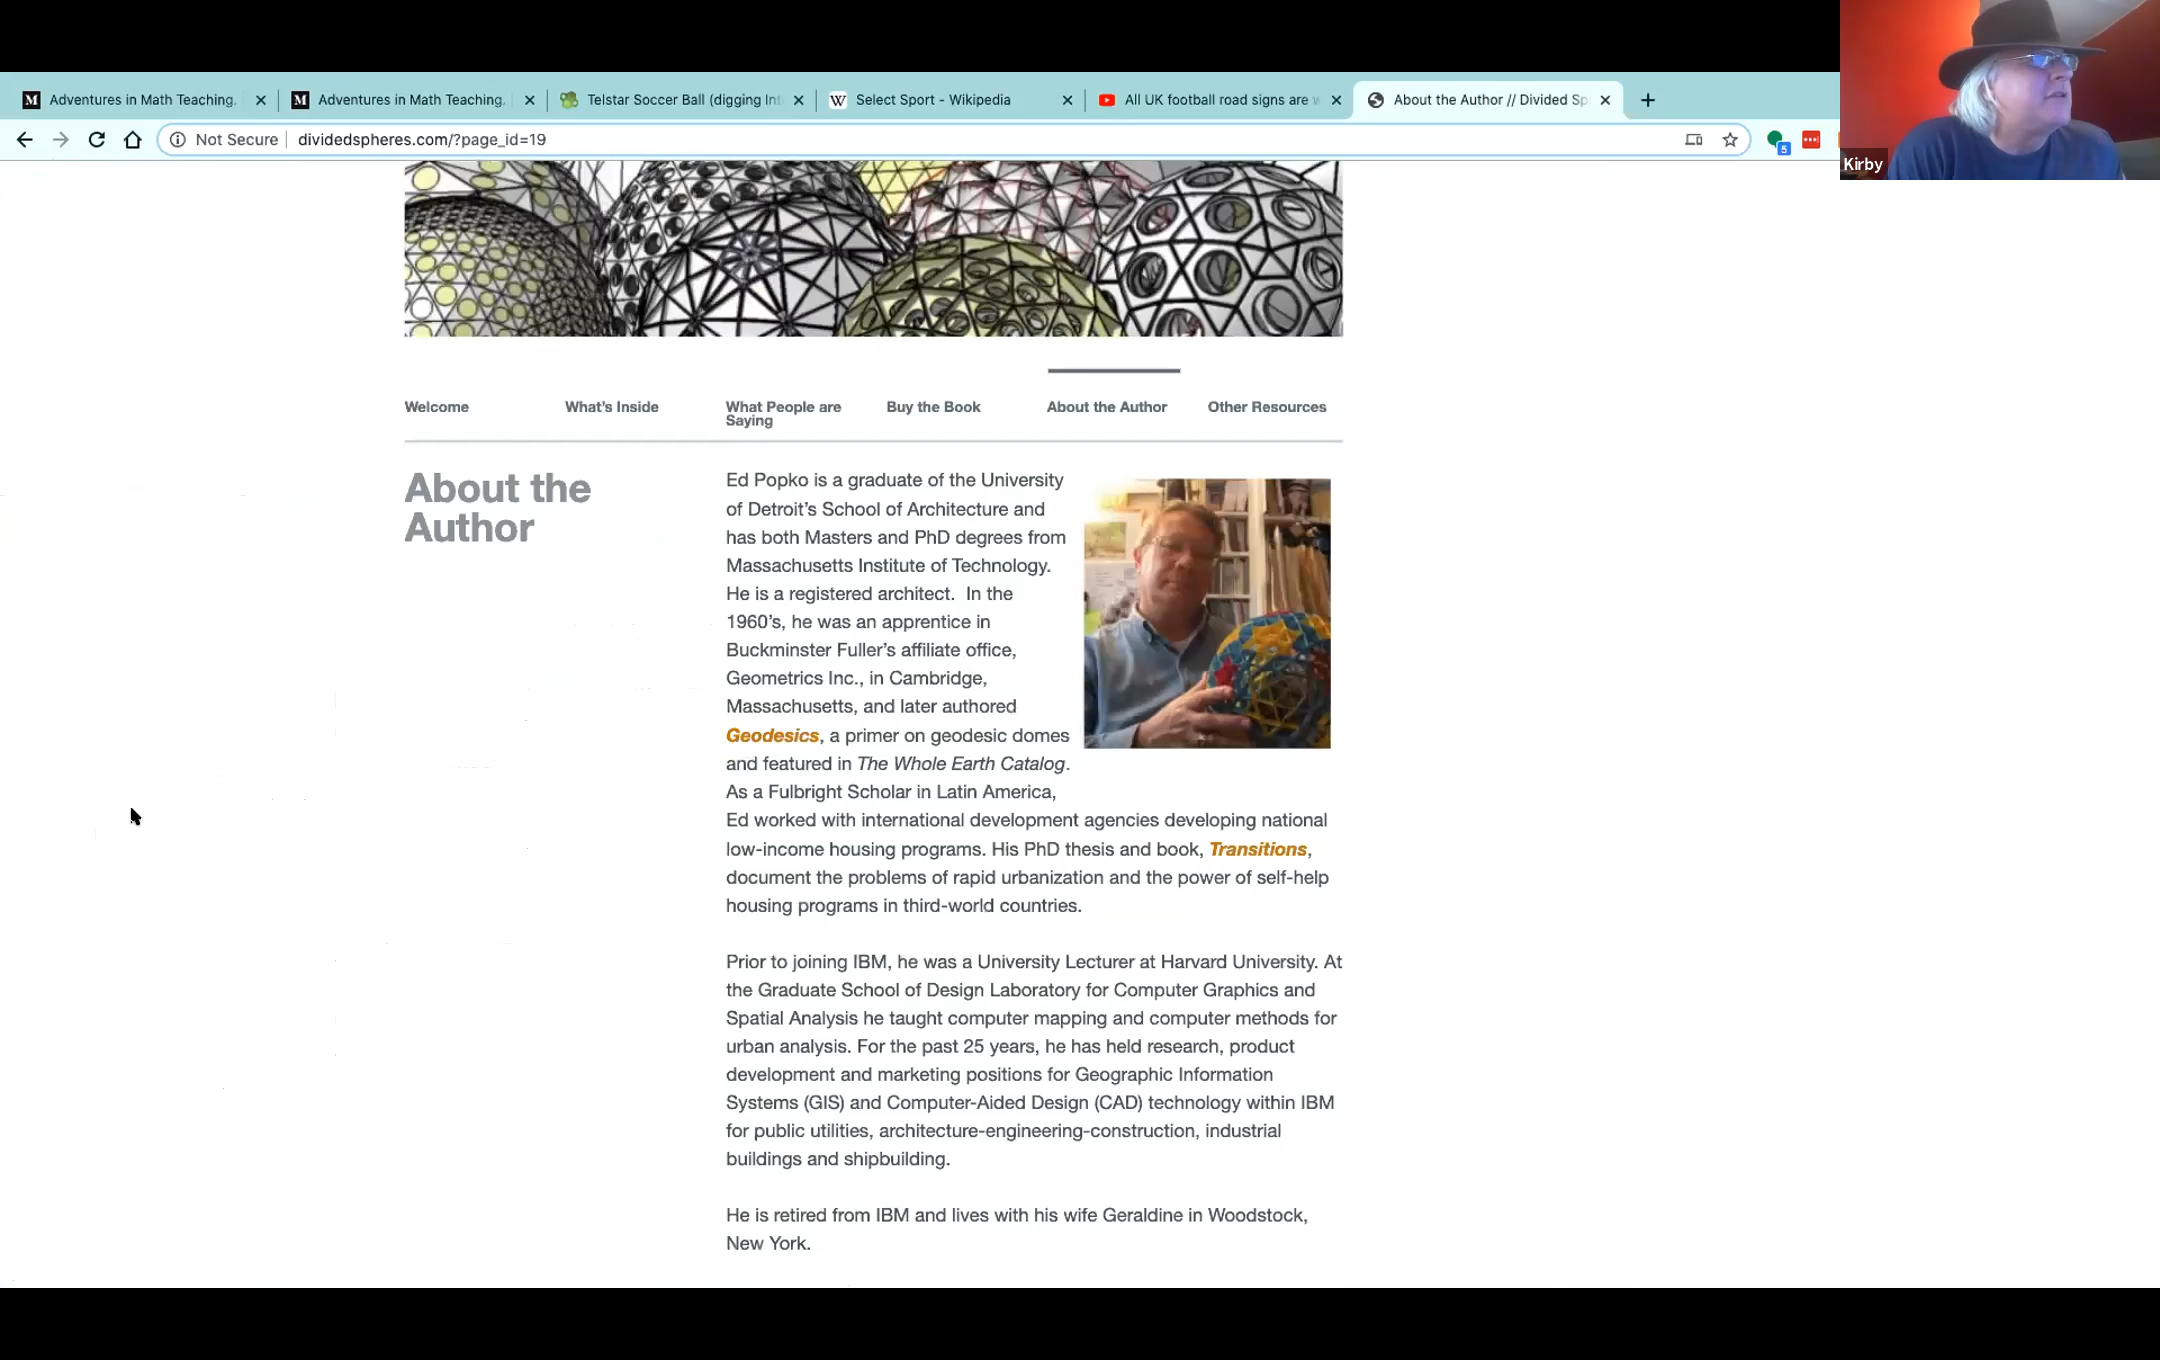 Adventures in Math Teaching.
Adventures in Math Teaching.
Telstar Soccer Ball (digging Int
Select Sport - Wikipedia
All UK football road signs are w
About the Author // Divided Sp
Not Secure
dividedspheres.com/?page_id=19
5
Kirby
Welcome
What's Inside
What People are
Saying
Buy the Book
About the Author
Other Resources
About the
Author
Ed Popko is a graduate of the University
of Detroit's School of Architecture and
has both Masters and PhD degrees from
Massachusetts Institute of Technology.
He is a registered architect.  In the
1960's, he was an apprentice in
Buckminster Fuller's affiliate office,
Geometrics Inc., in Cambridge,
Massachusetts, and later authored
Geodesics, a primer on geodesic domes
and featured in The Whole Earth Catalog.
As a Fulbright Scholar in Latin America,
Ed worked with international development agencies developing national
low-income housing programs. His PhD thesis and book, Transitions,
document the problems of rapid urbanization and the power of self-help
housing programs in third-world countries.
Prior to joining IBM, he was a University Lecturer at Harvard University. At
the Graduate School of Design Laboratory for Computer Graphics and
Spatial Analysis he taught computer mapping and computer methods for
urban analysis. For the past 25 years, he has held research, product
development and marketing positions for Geographic Information
Systems (GIS) and Computer-Aided Design (CAD) technology within IBM
for public utilities, architecture-engineering-construction, industrial
buildings and shipbuilding.
He is retired from IBM and lives with his wife Geraldine in Woodstock,
New York.